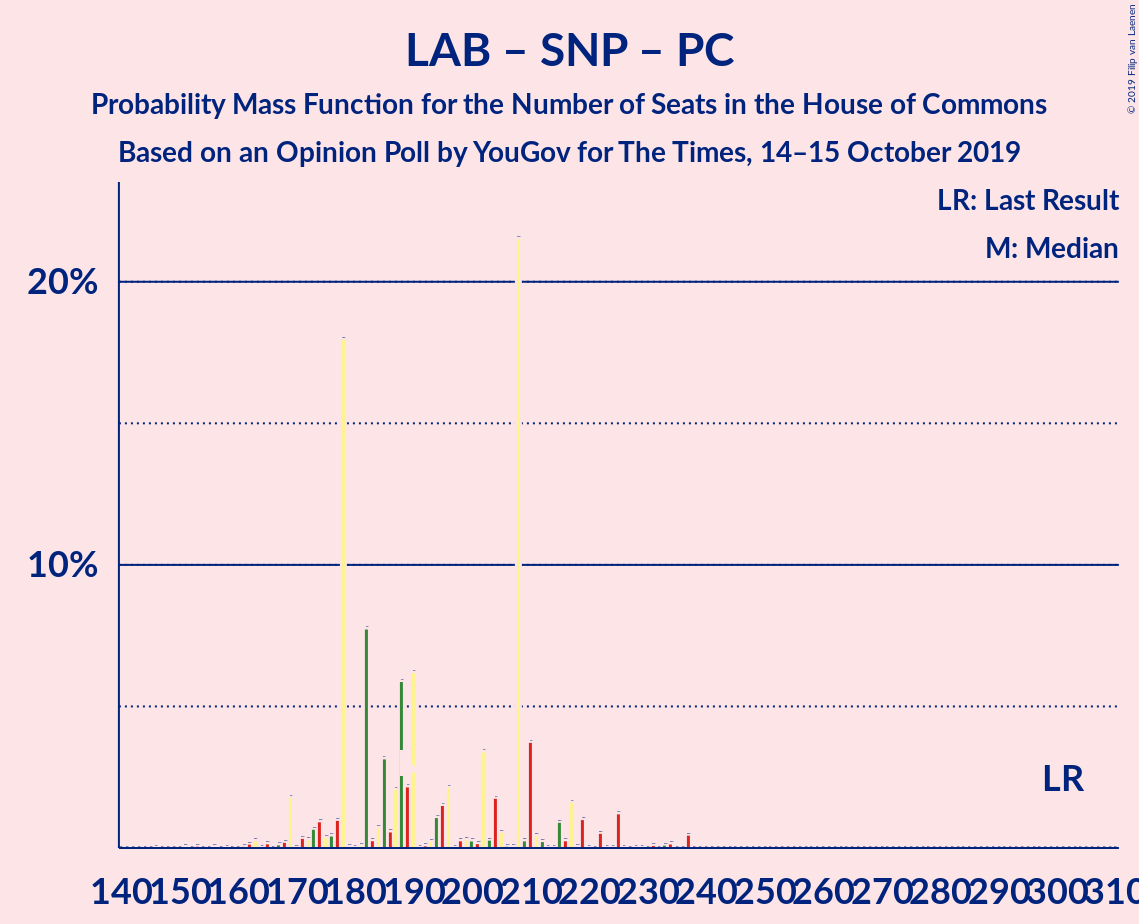 LAB – SNP – PC
Probability Mass Function for the Number of Seats in the House of Commons
Based on an Opinion Poll by YouGov for The Times, 14–15 October 2019
© 2019 Filip van Laenen
LR: Last Result
M: Median
20%
10%
LR
140 150 160 170 180 190 200 210 220 230 240 250 260 270 280 290 300 310